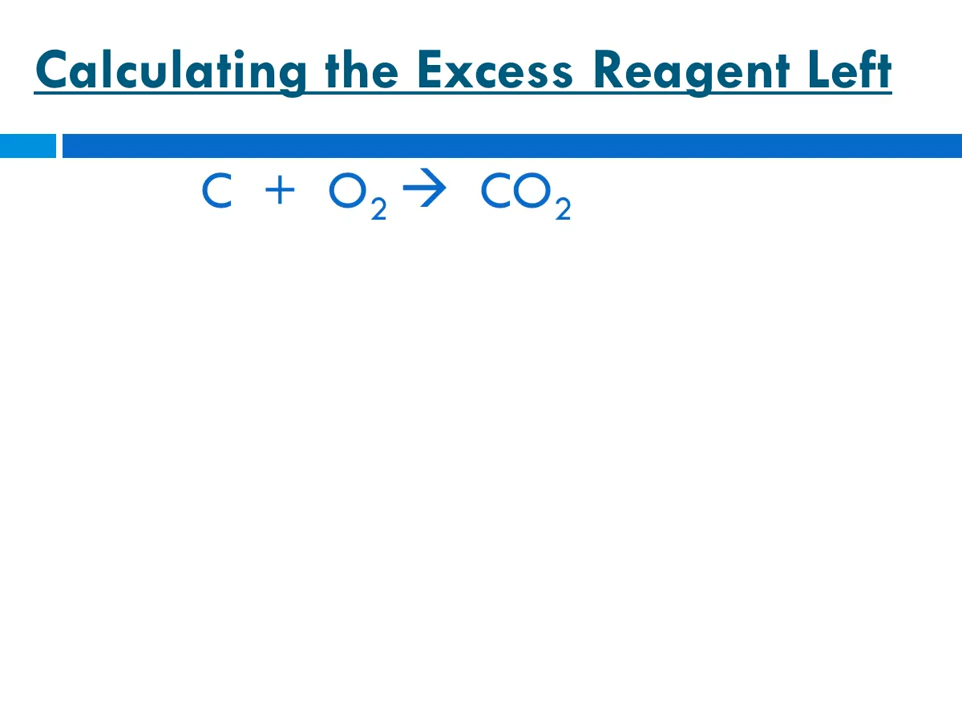 Calculating the Excess Reagent Left
C + O₂ → CO₂